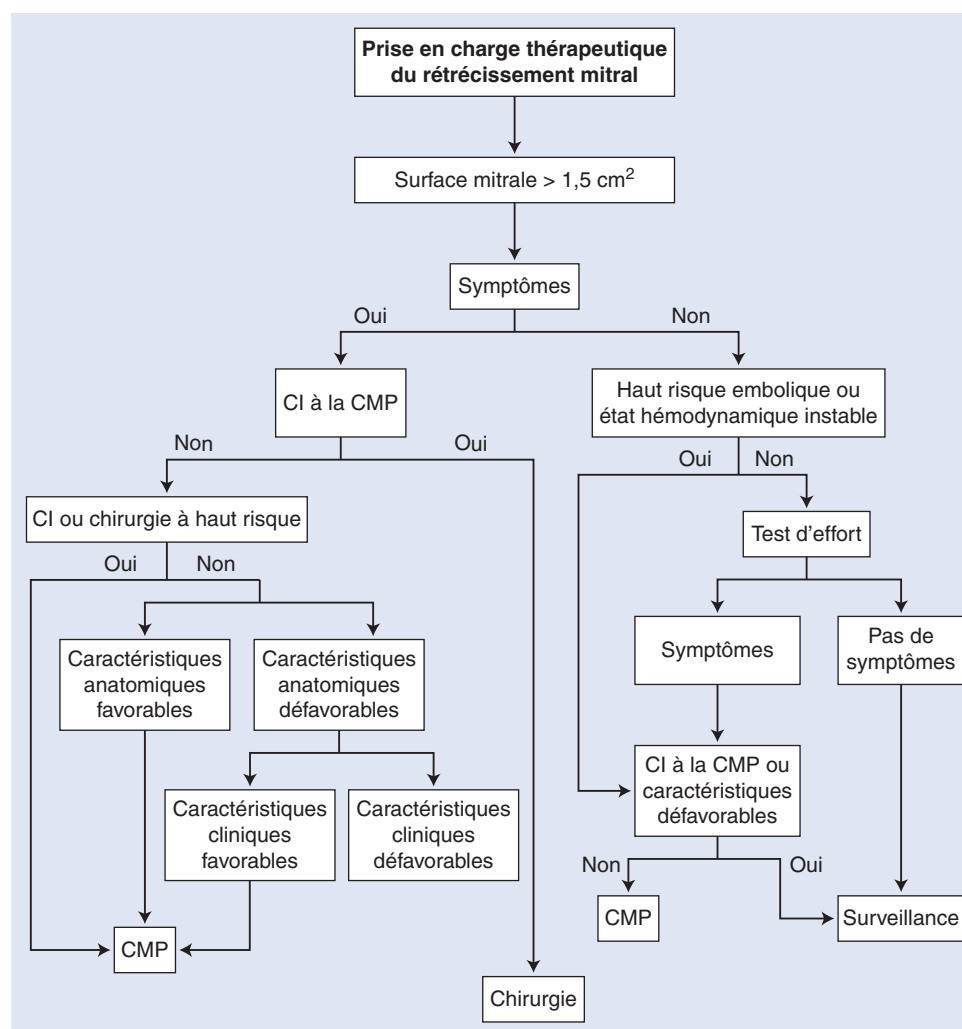 Prise en charge thérapeutique
du rétrécissement mitral
Surface mitrale > 1,5 cm²
Symptômes
Oui
Non
CI à la CMP
Haut risque embolique ou
état hémodynamique instable
Non
Oui
Oui
Non
CI ou chirurgie à haut risque
Test d'effort
Oui
Non
Caractéristiques
anatomiques
favorables
Caractéristiques
anatomiques
défavorables
Symptômes
Pas de
symptômes
Caractéristiques
cliniques
favorables
Caractéristiques
cliniques
défavorables
CI à la CMP ou
caractéristiques
défavorables
Non
Oui
CMP
CMP
Surveillance
Chirurgie